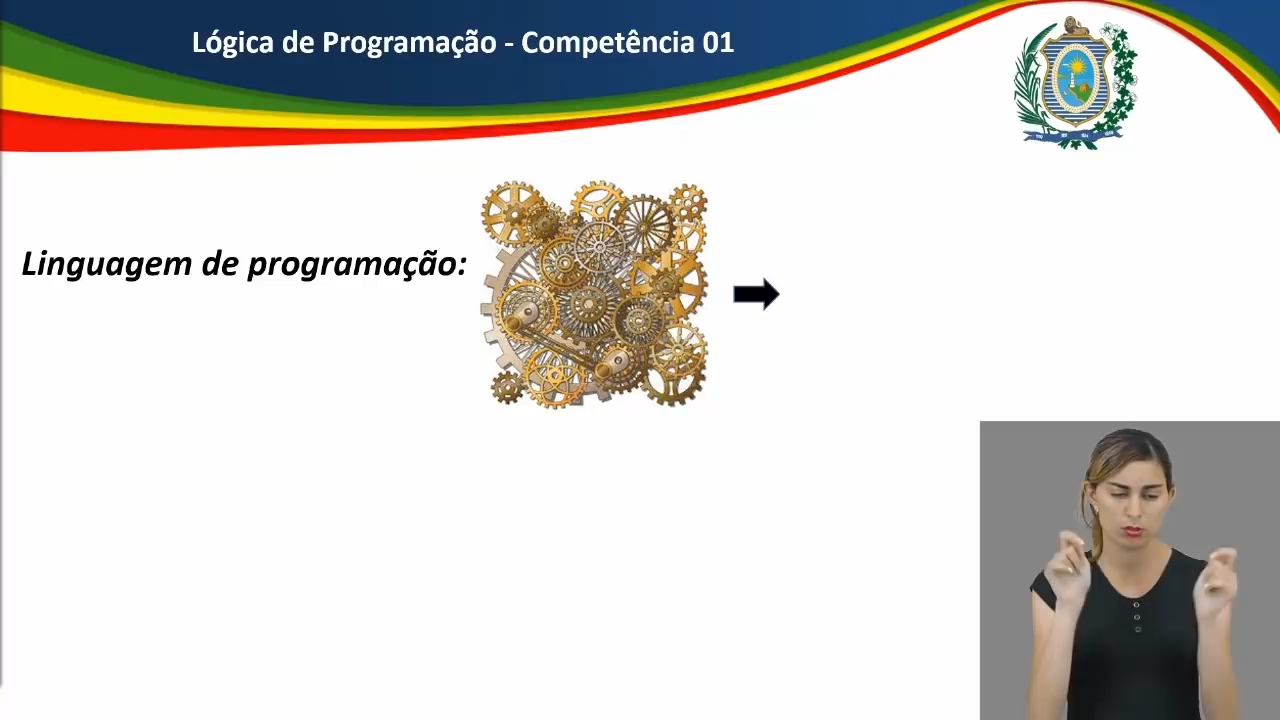 Lógica de Programação - Competência 01
Linguagem de programação: